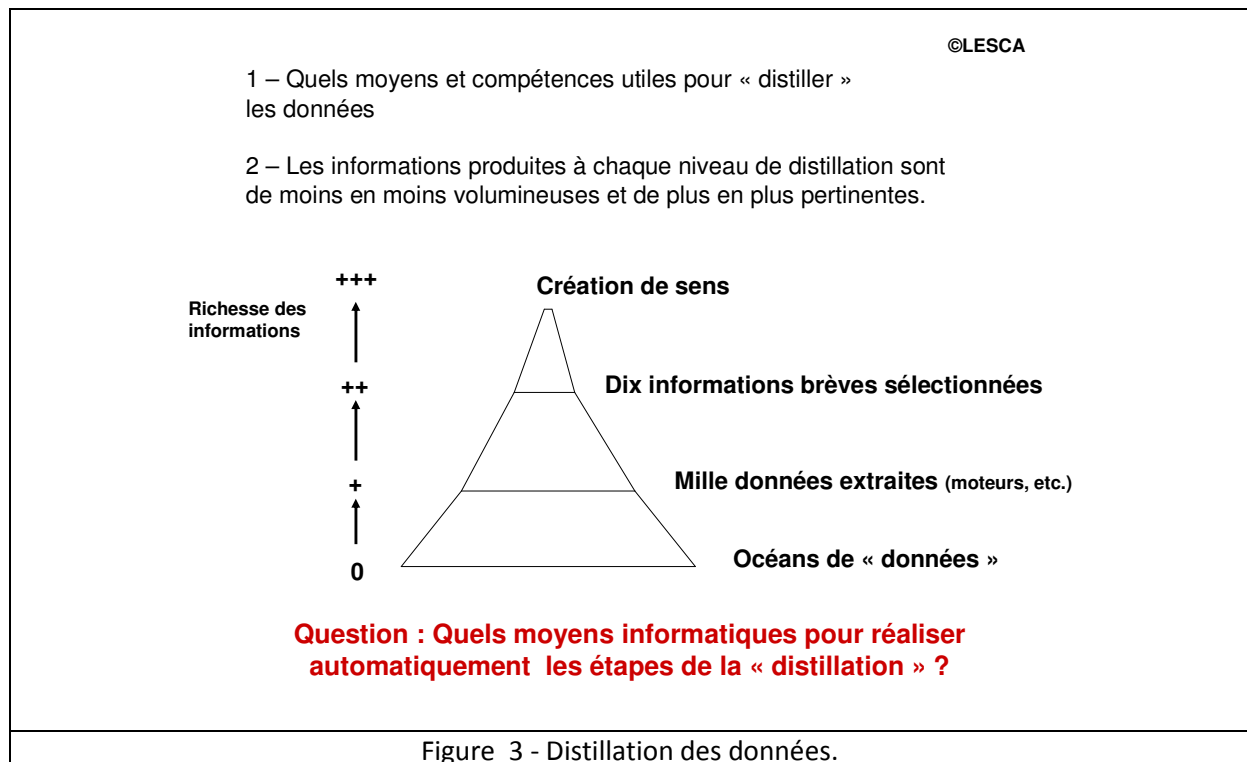 ©LESCA
1 – Quels moyens et compétences utiles pour « distiller »
les données
2 – Les informations produites à chaque niveau de distillation sont
de moins en moins volumineuses et de plus en plus pertinentes.
+++
Création de sens
Richesse des
informations
++
Dix informations brèves sélectionnées
+
Mille données extraites (moteurs, etc.)
Océans de « données »
0
Question : Quels moyens informatiques pour réaliser
automatiquement les étapes de la « distillation » ?
Figure 3 - Distillation des données.